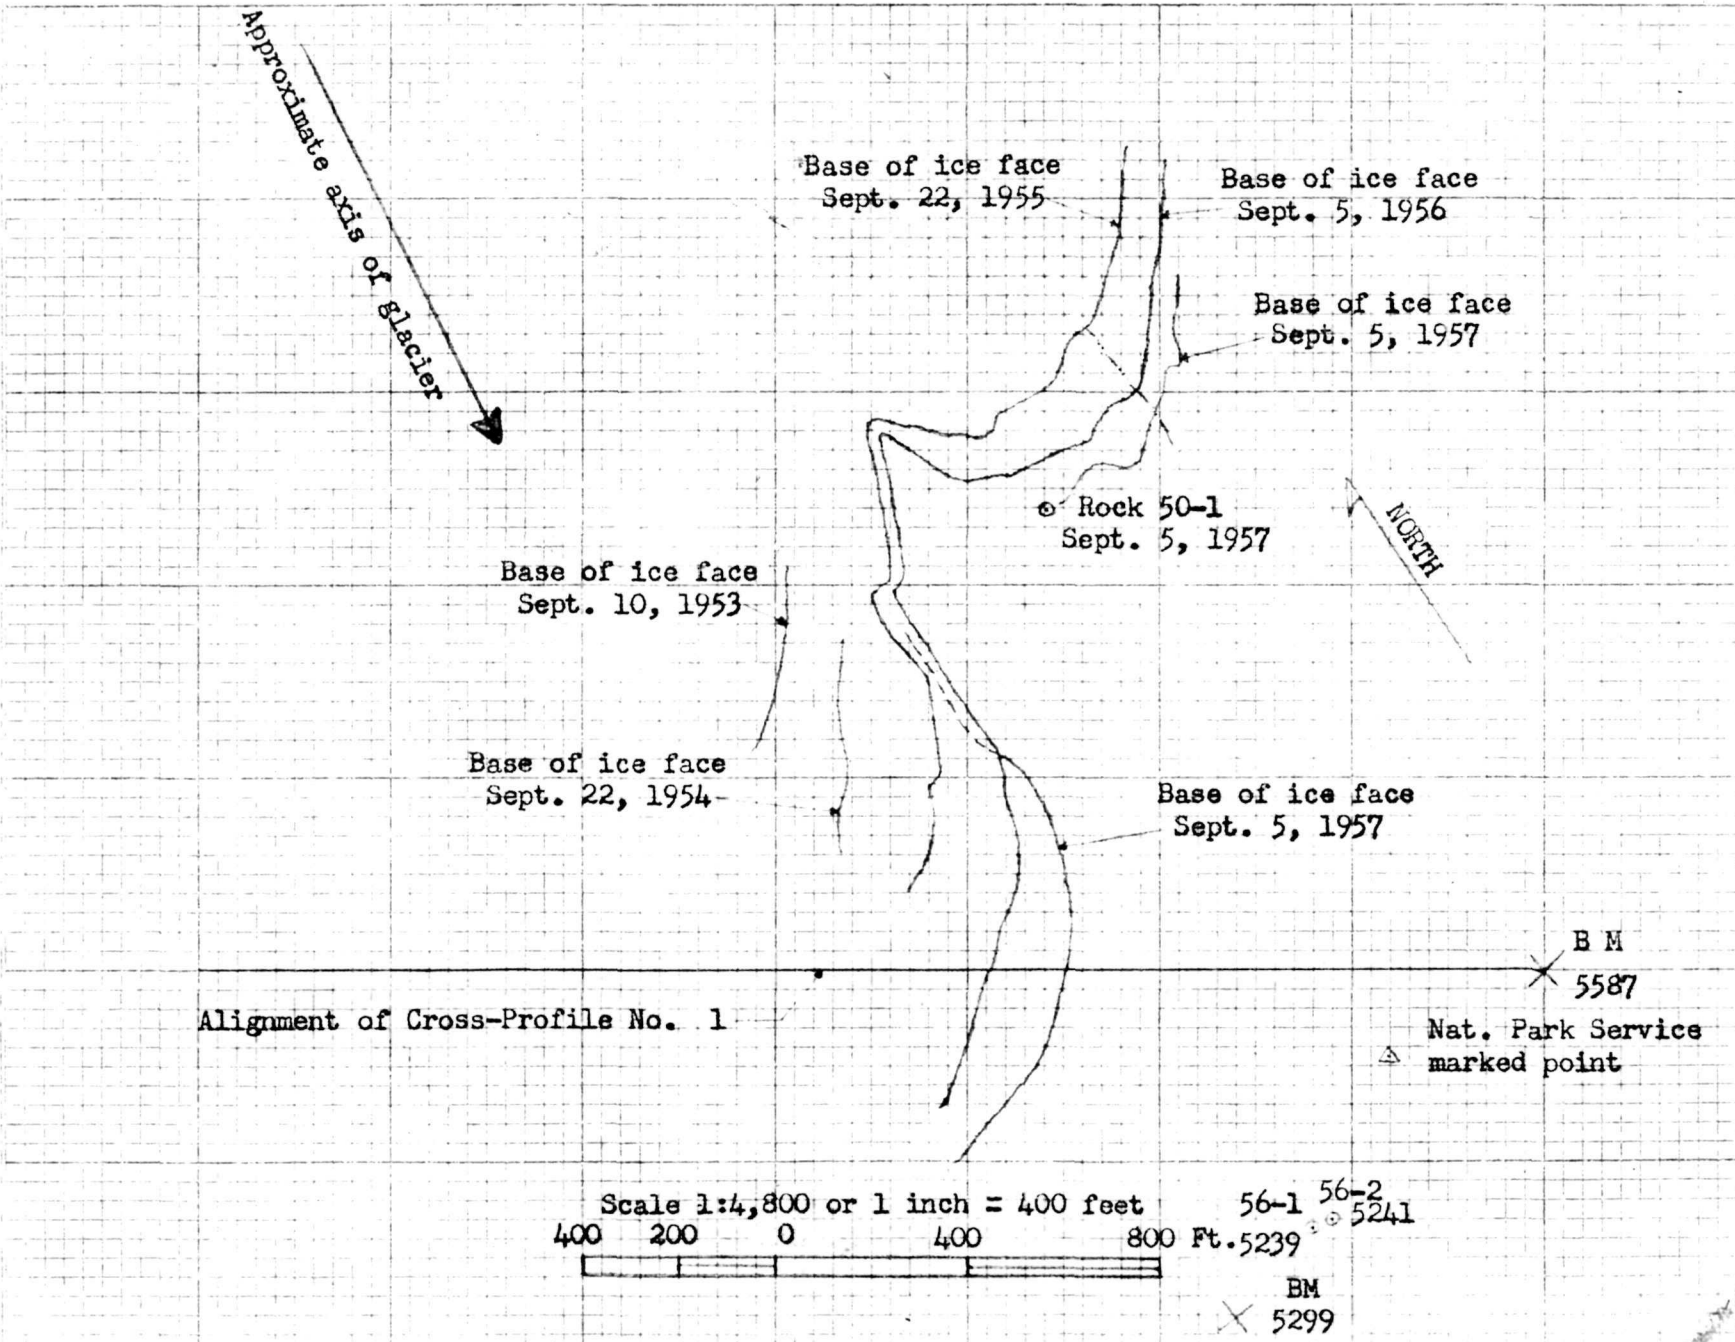 Approximate axis of glacier
Base of ice face
Sept. 22, 1955
Base of ice face
Sept. 5, 1956
Base of ice face
Sept. 5, 1957
Rock 50-1
Sept. 5, 1957
NORTH
Base of ice face
Sept. 10, 1953
Base of ice face
Sept. 22, 1954
Base of ice face
Sept. 5, 1957
B M
5587
Alignment of Cross-Profile No. 1
Nat. Park Service
marked point
Scale 1:4,800 or 1 inch = 400 feet
400 200 0 400 800 Ft.
56-1
5239
56-2
5241
BM
5299